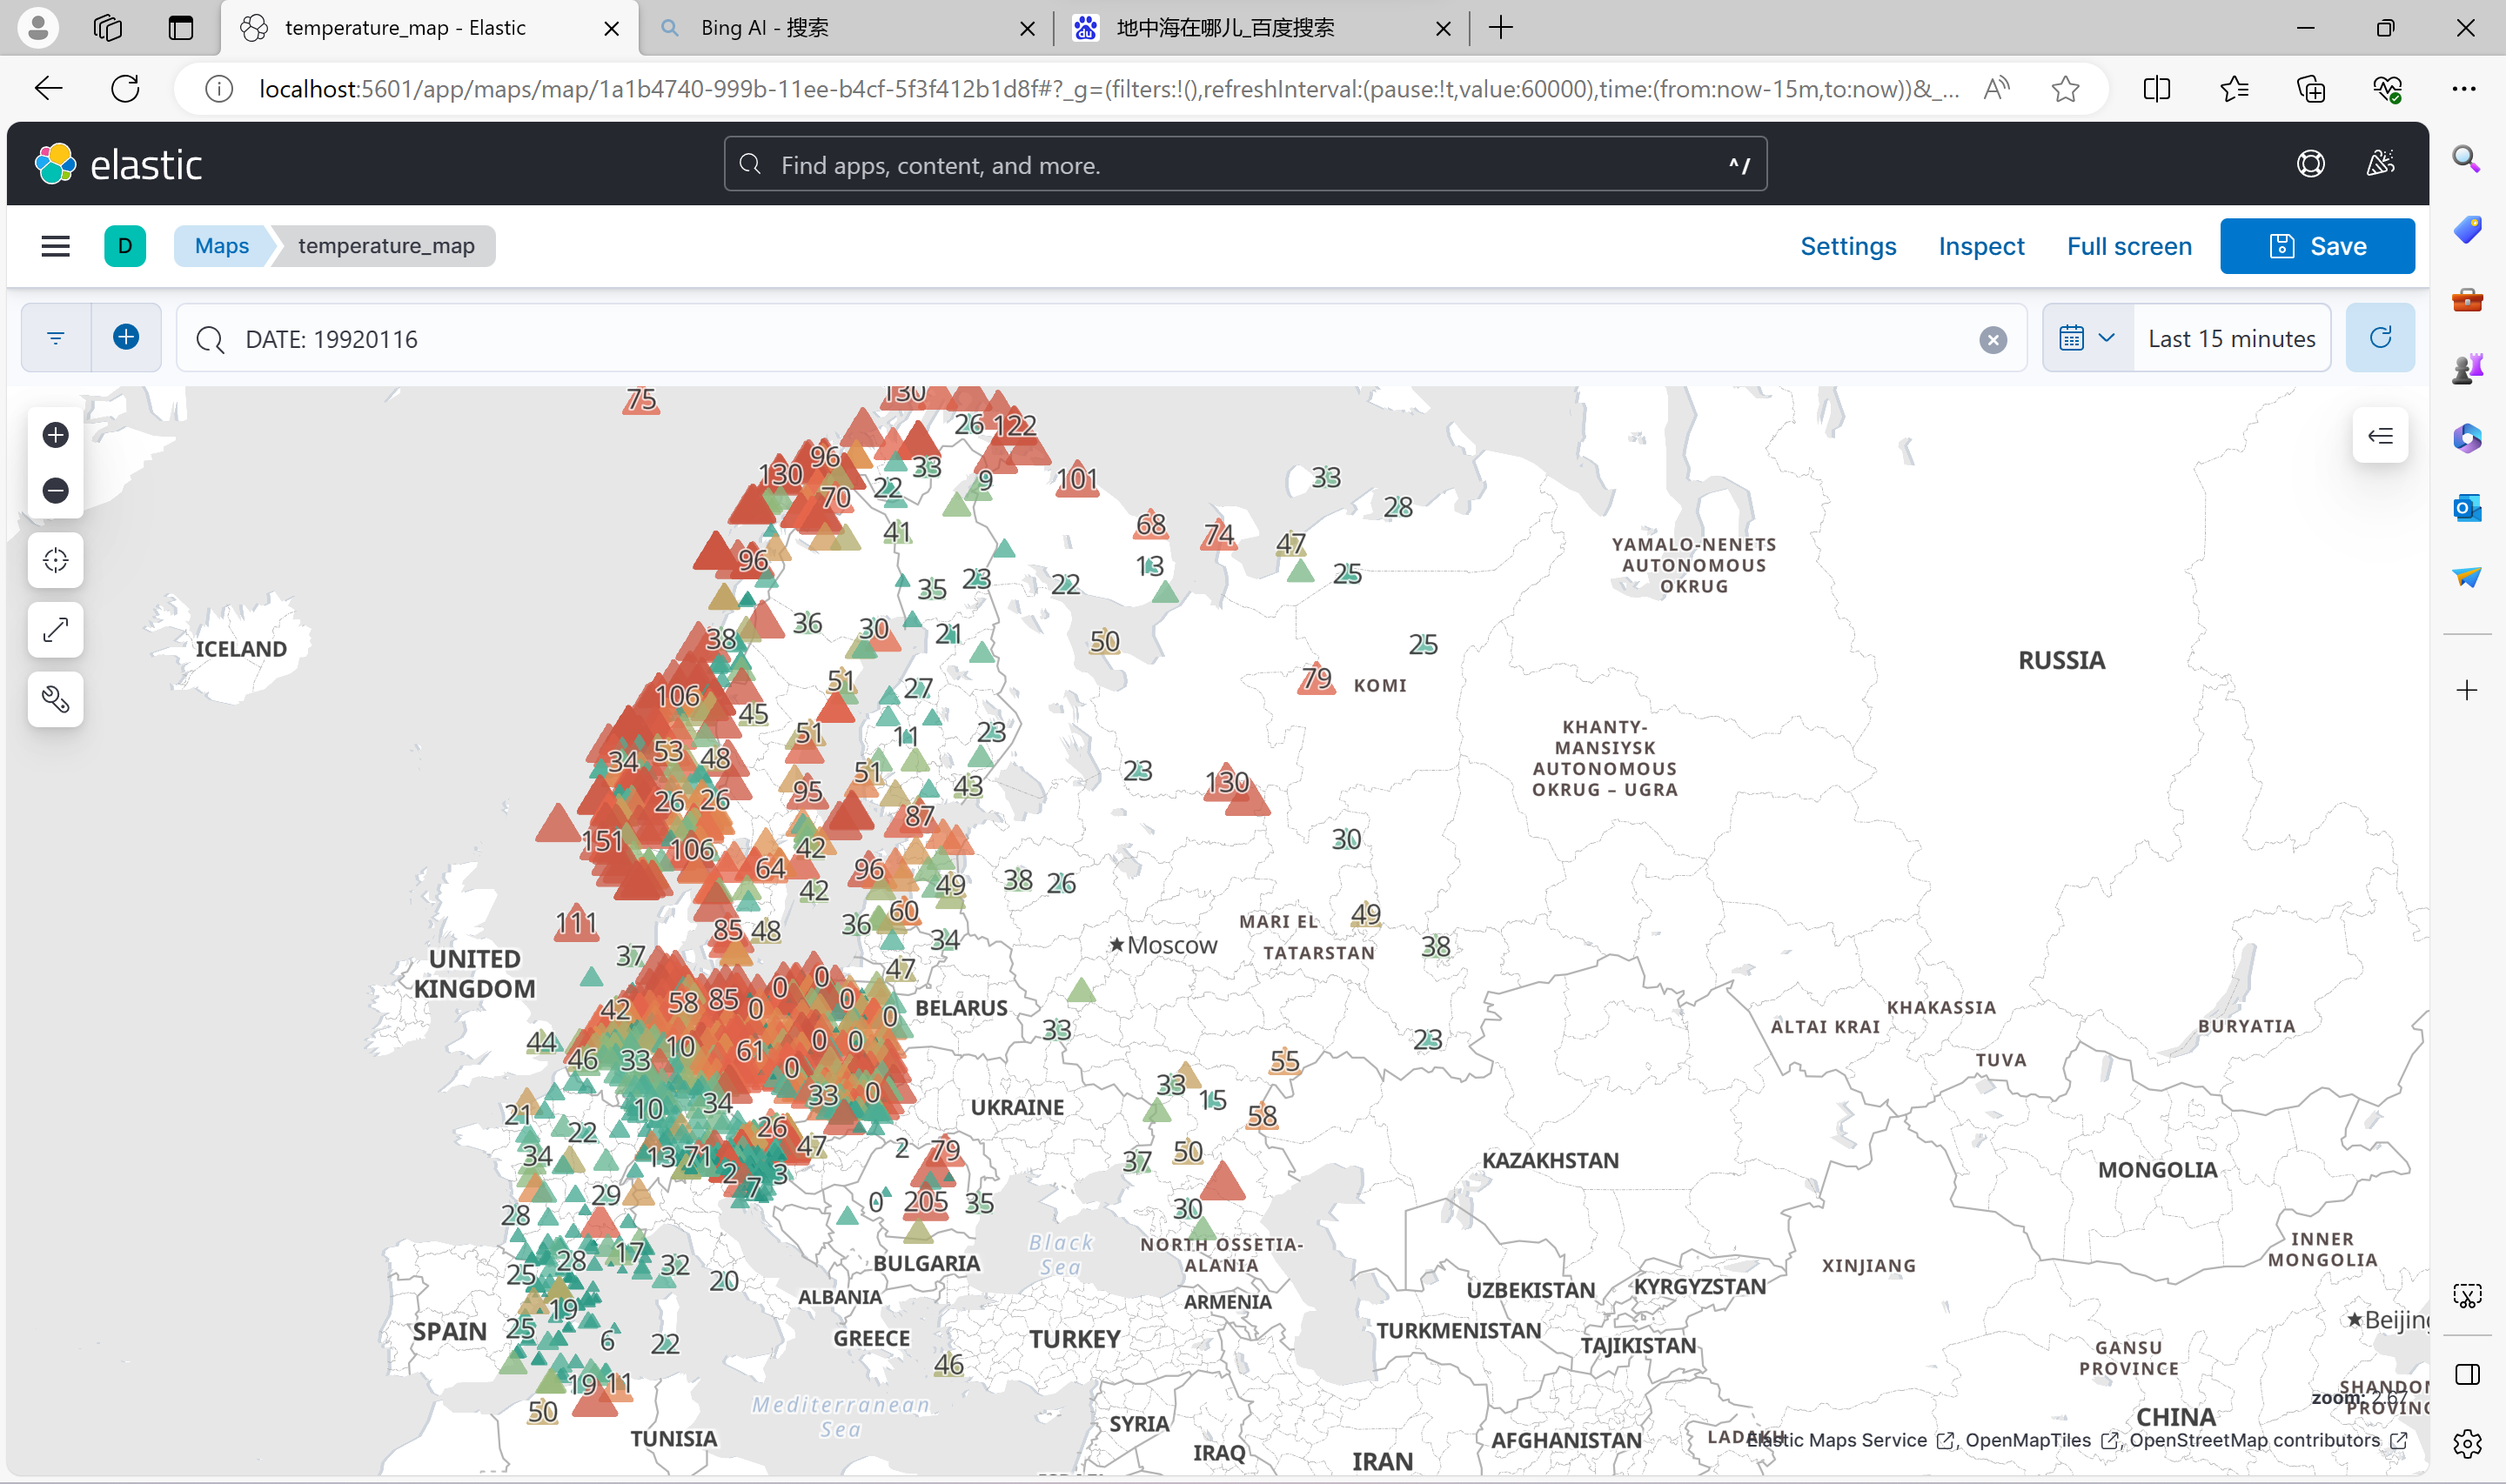 temperature_map - Elastic
Bing AI - 搜索
地中海在哪儿_百度搜索
localhost:5601/app/maps/map/1a1b4740-999b-11ee-b4cf-5f3f412b1d8f#?_g=(filters:!(),refreshInterval:(pause:!t,value:60000),time:(from:now-15m,to:now))&_...
elastic
Find apps, content, and more.
^ /
D
Maps
temperature_map
Settings
Inspect
Full screen
Save
DATE: 19920116
Last 15 minutes
75
130
26 122
96
130
33
70
22
9
101
33
28
41
68
74
47
96
13
25
YAMALO-NENETS
AUTONOMOUS
OKRUG
35
23
22
ICELAND
38
36
30
21
50
25
RUSSIA
106
51
27
79
KOMI
45
34
53
48
51
11
23
KHANTY-
MANSIYSK
AUTONOMOUS
OKRUG – UGRA
26
26
95
51
43
23
130
151
106
42
87
30
64
96
42
49
38
26
111
85
48
36
60
34
49
MARI EL
TATARSTAN
Moscow
38
UNITED
KINGDOM
37
47
42
58
85
0
0
0
0
0
BELARUS
KHAKASSIA
ALTAI KRAI
BURYATIA
44
46
33
10
61
0
0
0
33
23
TUVA
55
21
10
34
33
0
UKRAINE
33
15
58
22
26
34
13
71
2
3
47
2
79
37
50
KAZAKHSTAN
MONGOLIA
7
29
28
0
205
35
30
28
17
25
32
20
BULGARIA
Black
Sea
NORTH OSSETIA-
ALANIA
XINJIANG
INNER
MONGOLIA
19
ALBANIA
ARMENIA
UZBEKISTAN
KYRGYZSTAN
SPAIN
25
6
22
GREECE
TURKEY
TURKMENISTAN
TAJIKISTAN
Beijing
GANSU
PROVINCE
46
19
11
50
Mediterranean
Sea
TUNISIA
SYRIA
IRAQ
IRAN
AFGHANISTAN
CHINA
SHANDON
PROVINC
zoom: 2.67
LADAKH
Elastic Maps Service , OpenMapTiles , OpenStreetMap contributors